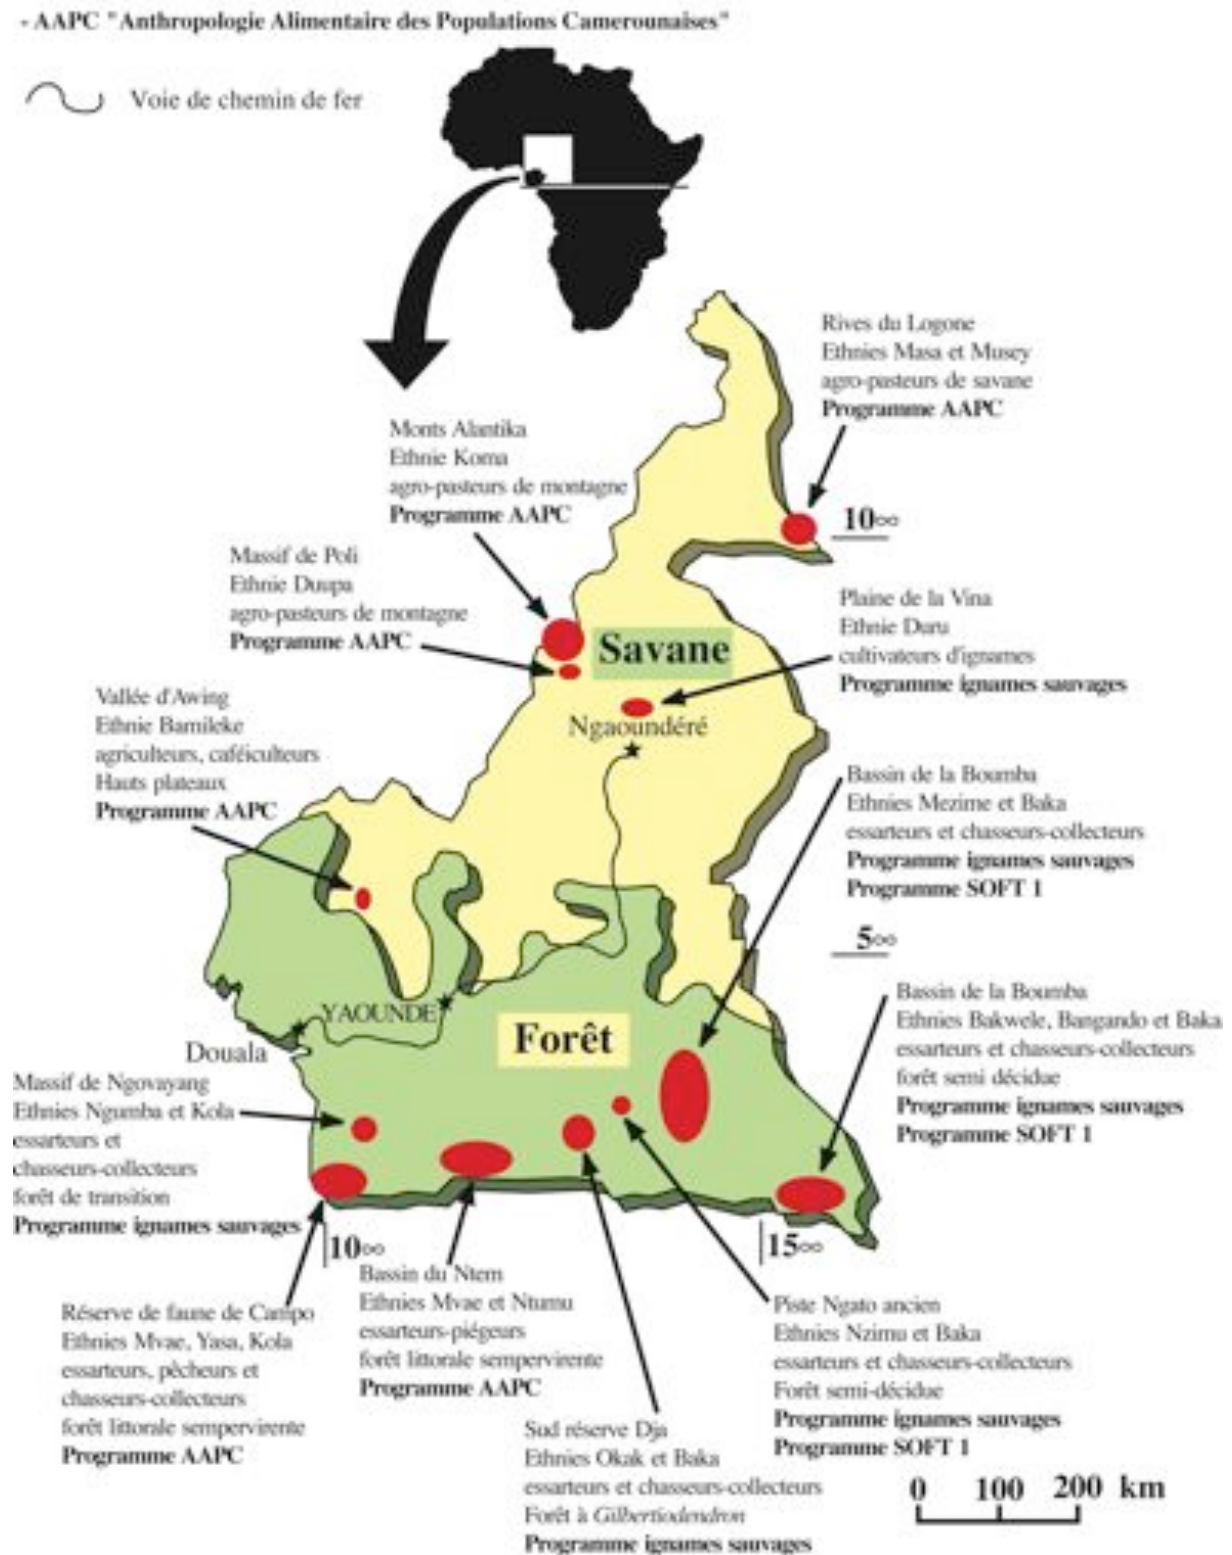 - AAPC "Anthropologie Alimentaire des Populations Camerounaises"
Voie de chemin de fer
Rives du Logone
Ethnies Masa et Musey
agro-pasteurs de savane
Programme AAPC
Monts Alantika
Ethnie Koma
agro-pasteurs de montagne
Programme AAPC
10°°
Massif de Poli
Ethnie Duupa
agro-pasteurs de montagne
Programme AAPC
Plaine de la Vina
Ethnie Duru
cultivateurs d'ignames
Programme ignames sauvages
Savane
Ngaoundéré
Vallée d'Awing
Ethnie Bamileke
agriculteurs, caféiculteurs
Hauts plateaux
Programme AAPC
Bassin de la Boumba
Ethnies Mezime et Baka
essarteurs et chasseurs-collecteurs
Programme ignames sauvages
Programme SOFT 1
5°°
Bassin de la Boumba
Ethnies Bakwele, Bangando et Baka
essarteurs et chasseurs-collecteurs
forêt semi décidue
Programme ignames sauvages
Programme SOFT 1
YAOUNDE
Douala
Forêt
Massif de Ngovayang
Ethnies Ngumba et Kola
essarteurs et
chasseurs-collecteurs
forêt de transition
Programme ignames sauvages
10°°
15°°
Réserve de faune de Campo
Ethnies Mvae, Yasa, Kola
essarteurs, pêcheurs et
chasseurs-collecteurs
forêt littorale sempervirente
Programme AAPC
Bassin du Ntem
Ethnies Mvae et Ntumu
essarteurs-piégeurs
forêt littorale sempervirente
Programme AAPC
Sud réserve Dja
Ethnies Okak et Baka
essarteurs et chasseurs-collecteurs
Forêt à Gilbertiodendron
Programme ignames sauvages
Piste Ngato ancien
Ethnies Nzimu et Baka
essarteurs et chasseurs-collecteurs
Forêt semi-décidue
Programme ignames sauvages
Programme SOFT 1
0 100 200 km